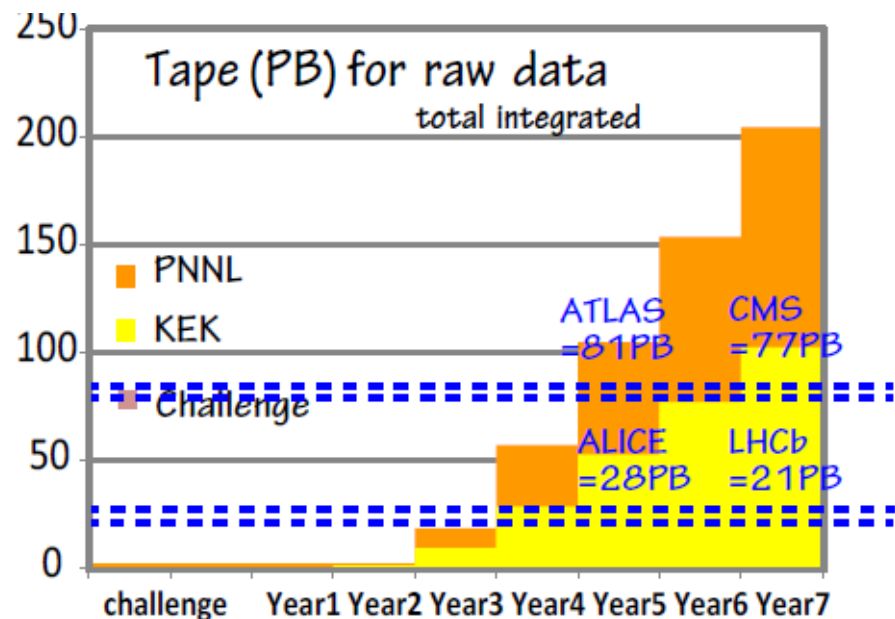 250
Tape (PB) for raw data
total integrated
200
150
PNNL
KEK
ATLAS
=81PB
CMS
=77PB
100
Challenge
ALICE
=28PB
LHCb
=21PB
50
0
challenge Year1 Year2 Year3 Year4 Year5 Year6 Year7